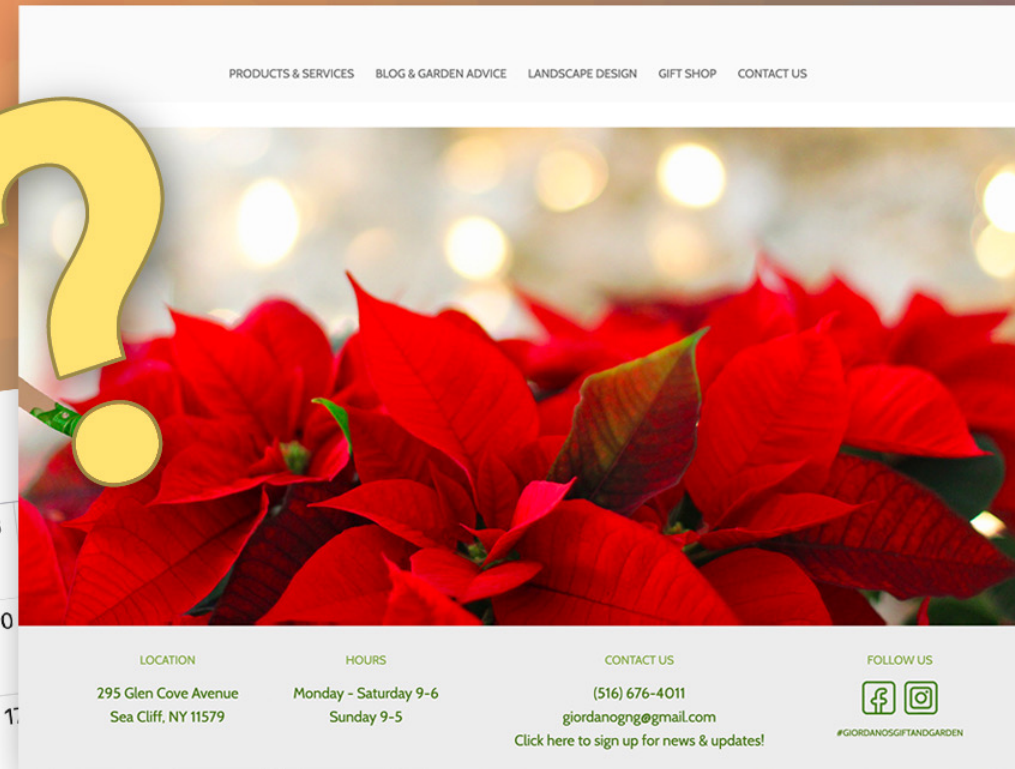 PRODUCTS & SERVICES BLOG & GARDEN ADVICE LANDSCAPE DESIGN GIFT SHOP CONTACT US
?
LOCATION
295 Glen Cove Avenue
Sea Cliff, NY 11579
HOURS
Monday - Saturday 9-6
Sunday 9-5
CONTACT US
(516) 676-4011
giordanogng@gmail.com
Click here to sign up for news & updates!
FOLLOW US
#GIORDANOSGIFTANDGARDEN